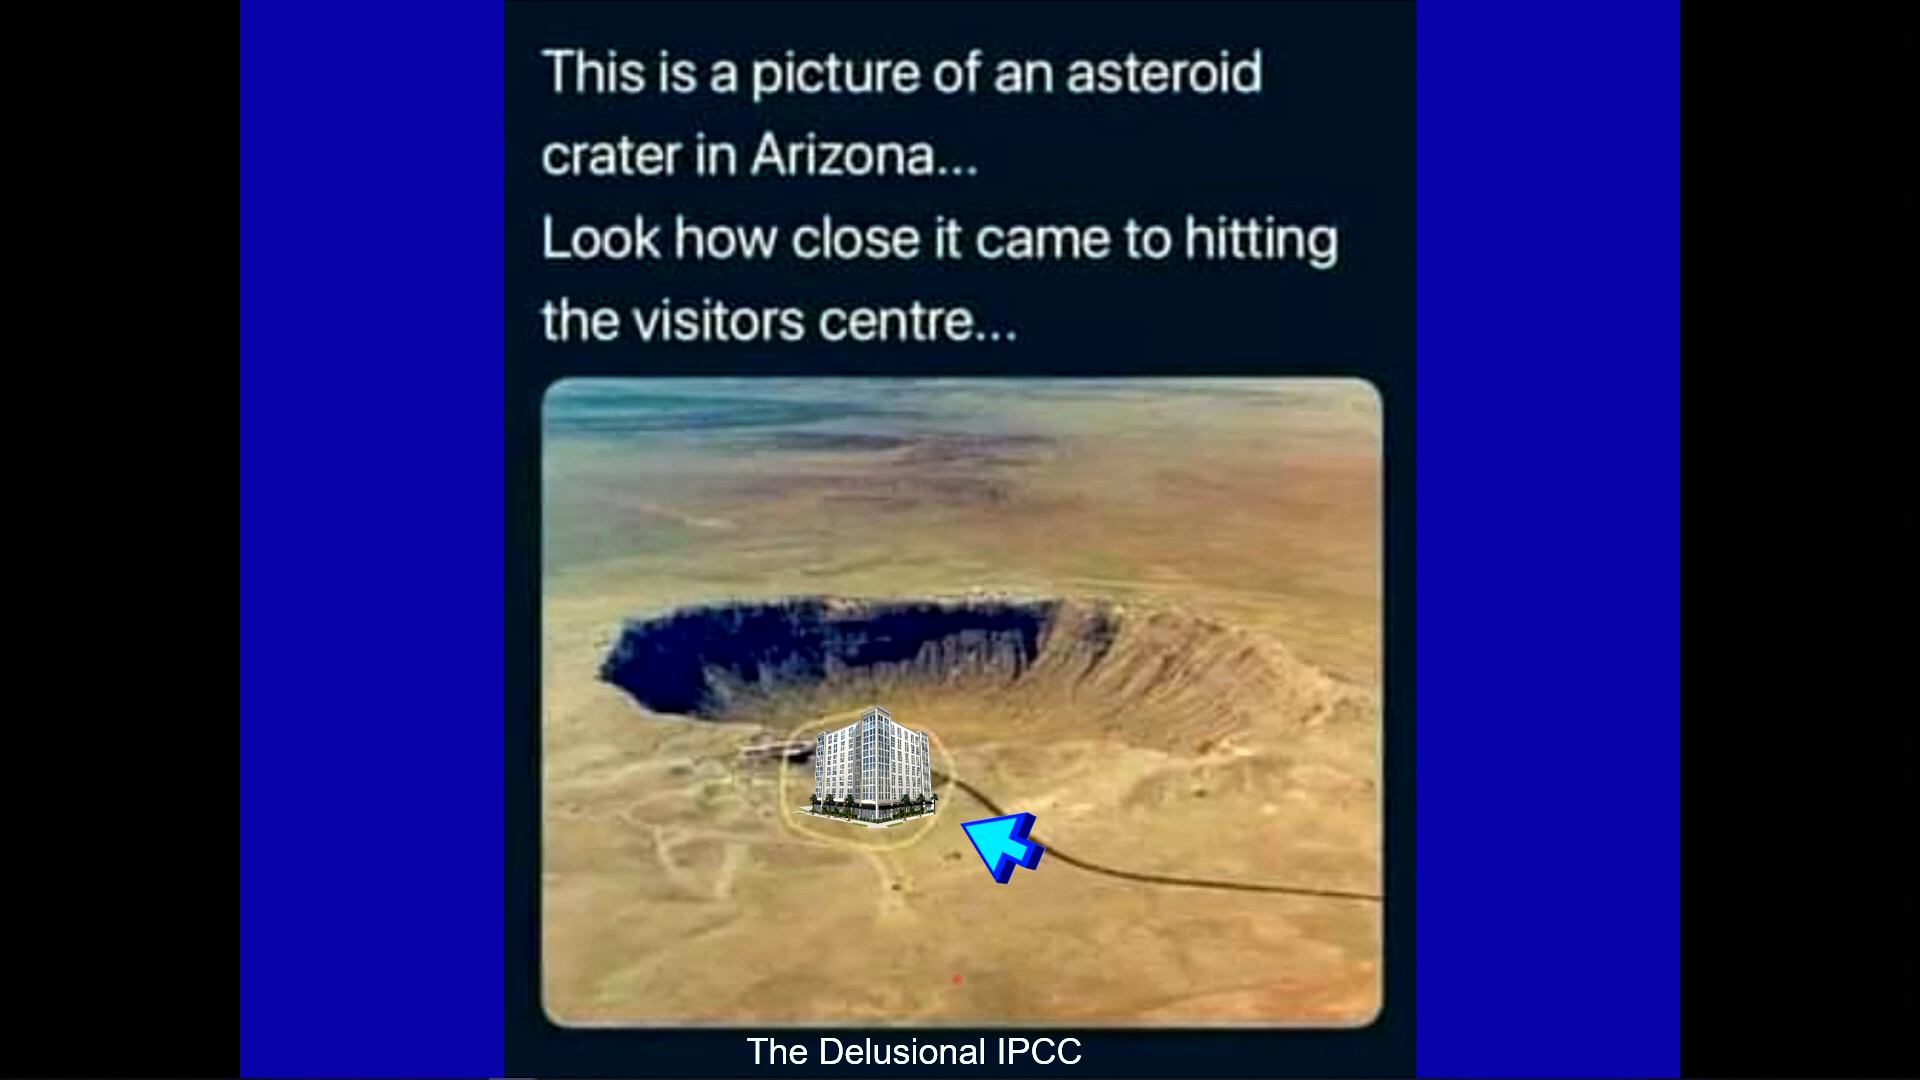 This is a picture of an asteroid
crater in Arizona...
Look how close it came to hitting
the visitors centre...
The Delusional IPCC